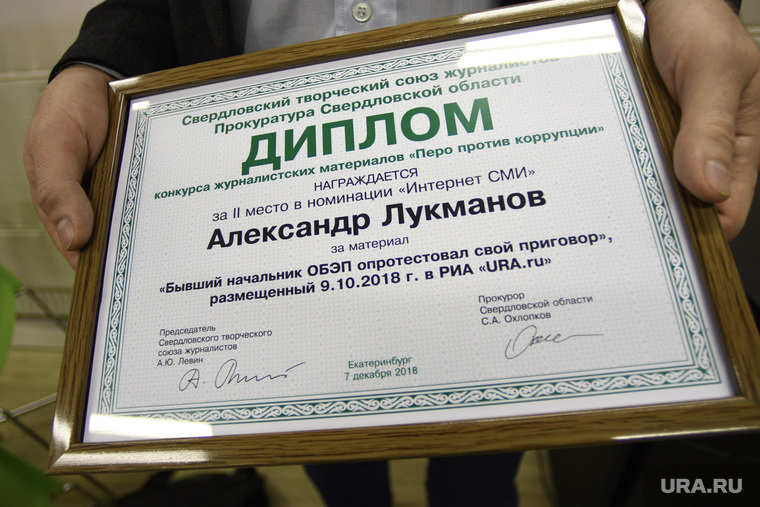 Свердловский творческий союз журналистов
Прокуратура Свердловской области
ДИПЛОМ
конкурса журналистских материалов «Перо против коррупции»
НАГРАЖДАЕТСЯ
за II место в номинации «Интернет СМИ»
Александр Лукманов
за материал
«Бывший начальник ОБЭП опротестовал свой приговор»,
размещенный 9.10.2018 г. в РИА «URA.ru»
Председатель
Свердловского творческого
союза журналистов
А.Ю. Левин
Прокурор
Свердловской области
С.А. Охлопков
Екатеринбург
7 декабря 2018
URA.RU